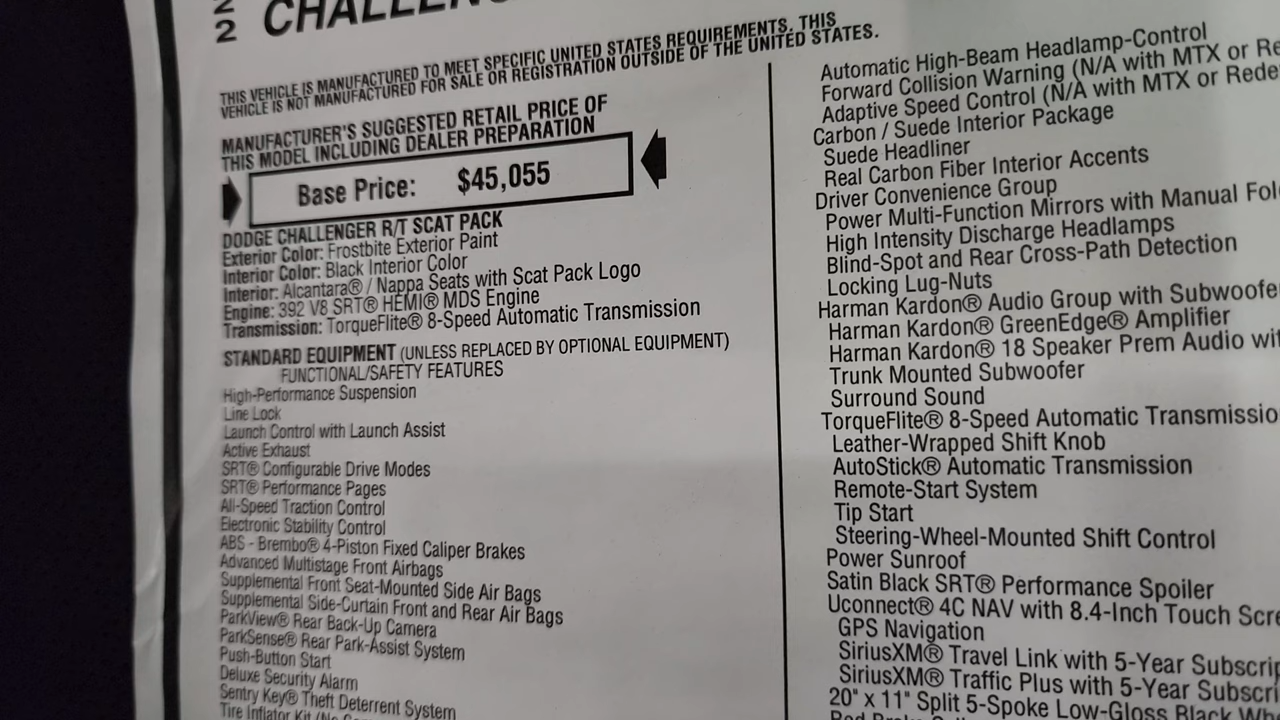 2
2
CHALLEN
THIS VEHICLE IS MANUFACTURED TO MEET SPECIFIC UNITED STATES REQUIREMENTS. THIS
VEHICLE IS NOT MANUFACTURED FOR SALE OR REGISTRATION OUTSIDE OF THE UNITED STATES.
MANUFACTURER'S SUGGESTED RETAIL PRICE OF
THIS MODEL INCLUDING DEALER PREPARATION
Base Price: $45,055
DODGE CHALLENGER R/T SCAT PACK
Exterior Color: Frostbite Exterior Paint
Interior Color: Black Interior Color
Interior: Alcantara® / Nappa Seats with Scat Pack Logo
Engine: 392 V8 SRT® HEMI® MDS Engine
Transmission: TorqueFlite® 8-Speed Automatic Transmission
STANDARD EQUIPMENT (UNLESS REPLACED BY OPTIONAL EQUIPMENT)
FUNCTIONAL/SAFETY FEATURES
High-Performance Suspension
Line Lock
Launch Control with Launch Assist
Active Exhaust
SRT® Configurable Drive Modes
SRT® Performance Pages
All-Speed Traction Control
Electronic Stability Control
ABS - Brembo® 4-Piston Fixed Caliper Brakes
Advanced Multistage Front Airbags
Supplemental Front Seat-Mounted Side Air Bags
Supplemental Side-Curtain Front and Rear Air Bags
ParkView® Rear Back-Up Camera
ParkSense® Rear Park-Assist System
Push-Button Start
Deluxe Security Alarm
Sentry Key® Theft Deterrent System
Tire Inflator Kit
Automatic High-Beam Headlamp-Control
Forward Collision Warning (N/A with MTX or Re
Adaptive Speed Control (N/A with MTX or Rede
Carbon / Suede Interior Package
Suede Headliner
Real Carbon Fiber Interior Accents
Driver Convenience Group
Power Multi-Function Mirrors with Manual Fol
High Intensity Discharge Headlamps
Blind-Spot and Rear Cross-Path Detection
Locking Lug-Nuts
Harman Kardon® Audio Group with Subwoofe
Harman Kardon® GreenEdge® Amplifier
Harman Kardon® 18 Speaker Prem Audio wi
Trunk Mounted Subwoofer
Surround Sound
TorqueFlite® 8-Speed Automatic Transmissio
Leather-Wrapped Shift Knob
AutoStick® Automatic Transmission
Remote-Start System
Tip Start
Steering-Wheel-Mounted Shift Control
Power Sunroof
Satin Black SRT® Performance Spoiler
Uconnect® 4C NAV with 8.4-Inch Touch Scre
GPS Navigation
SiriusXM® Travel Link with 5-Year Subscrip
SiriusXM® Traffic Plus with 5-Year Subscri
20" x 11" Split 5-Spoke Low-Gloss Black Wh